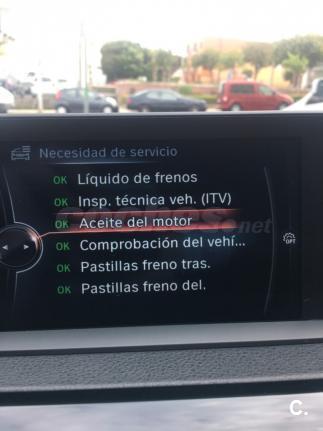 Necesidad de servicio
OK Líquido de frenos
OK Insp. técnica veh. (ITV)
OK Aceite del motor
OK Comprobación del vehí...
OK Pastillas freno tras.
OK Pastillas freno del.
OPT
.net
C.